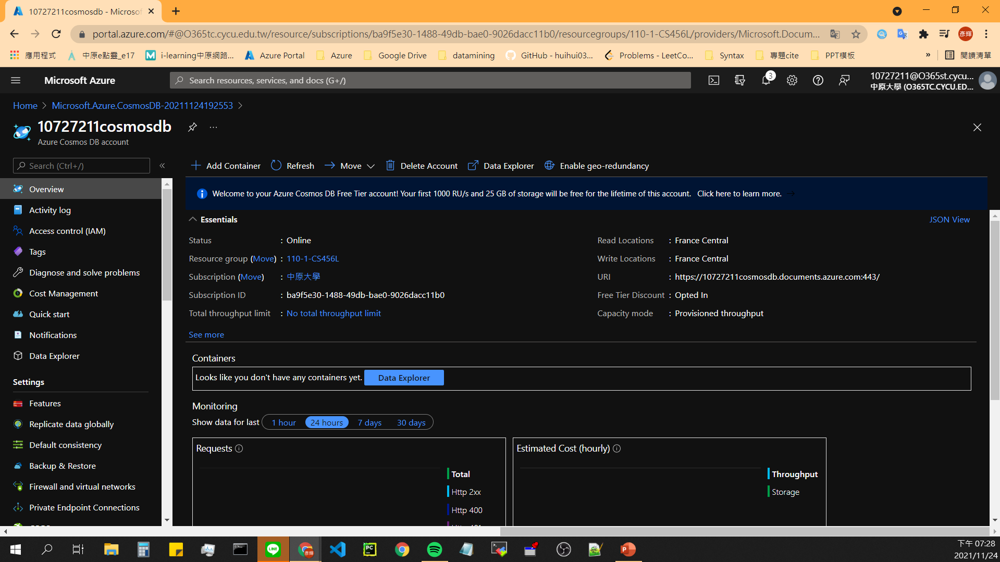 10727211cosmosdb - Microsof
portal.azure.com/#@O365tc.cycu.edu.tw/resource/subscriptions/ba9f5e30-1488-49db-bae0-9026dacc11b0/resourcegroups/110-1-CS456L/providers/Microsoft.Docum...
彥輝
應用程式
中原e點靈_e17
i-learning中原網路...
Azure Portal
Azure
Google Drive
datamining
GitHub - huihui03...
Problems - LeetCo...
Syntax
專題cite
PPT模板
»
閱讀清單
Microsoft Azure
Search resources, services, and docs (G+/)
3
10727211@O365st.cycu...
中原大學 (O365TC.CYCU.ED...
Home > Microsoft.Azure.CosmosDB-20211124192553 >
10727211cosmosdb
Azure Cosmos DB account
Search (Ctrl+/)
«
Add Container
Refresh
Move
Delete Account
Data Explorer
Enable geo-redundancy
Overview
Activity log
Access control (IAM)
Tags
Diagnose and solve problems
Cost Management
Quick start
Notifications
Data Explorer
Settings
Features
Replicate data globally
Default consistency
Backup & Restore
Firewall and virtual networks
Private Endpoint Connections
Welcome to your Azure Cosmos DB Free Tier account! Your first 1000 RU/s and 25 GB of storage will be free for the lifetime of this account. Click here to learn more. →
Essentials
JSON View
Status : Online
Resource group (Move) : 110-1-CS456L
Subscription (Move) : 中原大學
Subscription ID : ba9f5e30-1488-49db-bae0-9026dacc11b0
Total throughput limit : No total throughput limit
See more
Read Locations : France Central
Write Locations : France Central
URI : https://10727211cosmosdb.documents.azure.com:443/
Free Tier Discount : Opted In
Capacity mode : Provisioned throughput
Containers
Looks like you don't have any containers yet. Data Explorer
Monitoring
Show data for last 1 hour 24 hours 7 days 30 days
Requests
Total
Http 2xx
Http 400
Estimated Cost (hourly)
Throughput
Storage
下午 07:28
2021/11/24